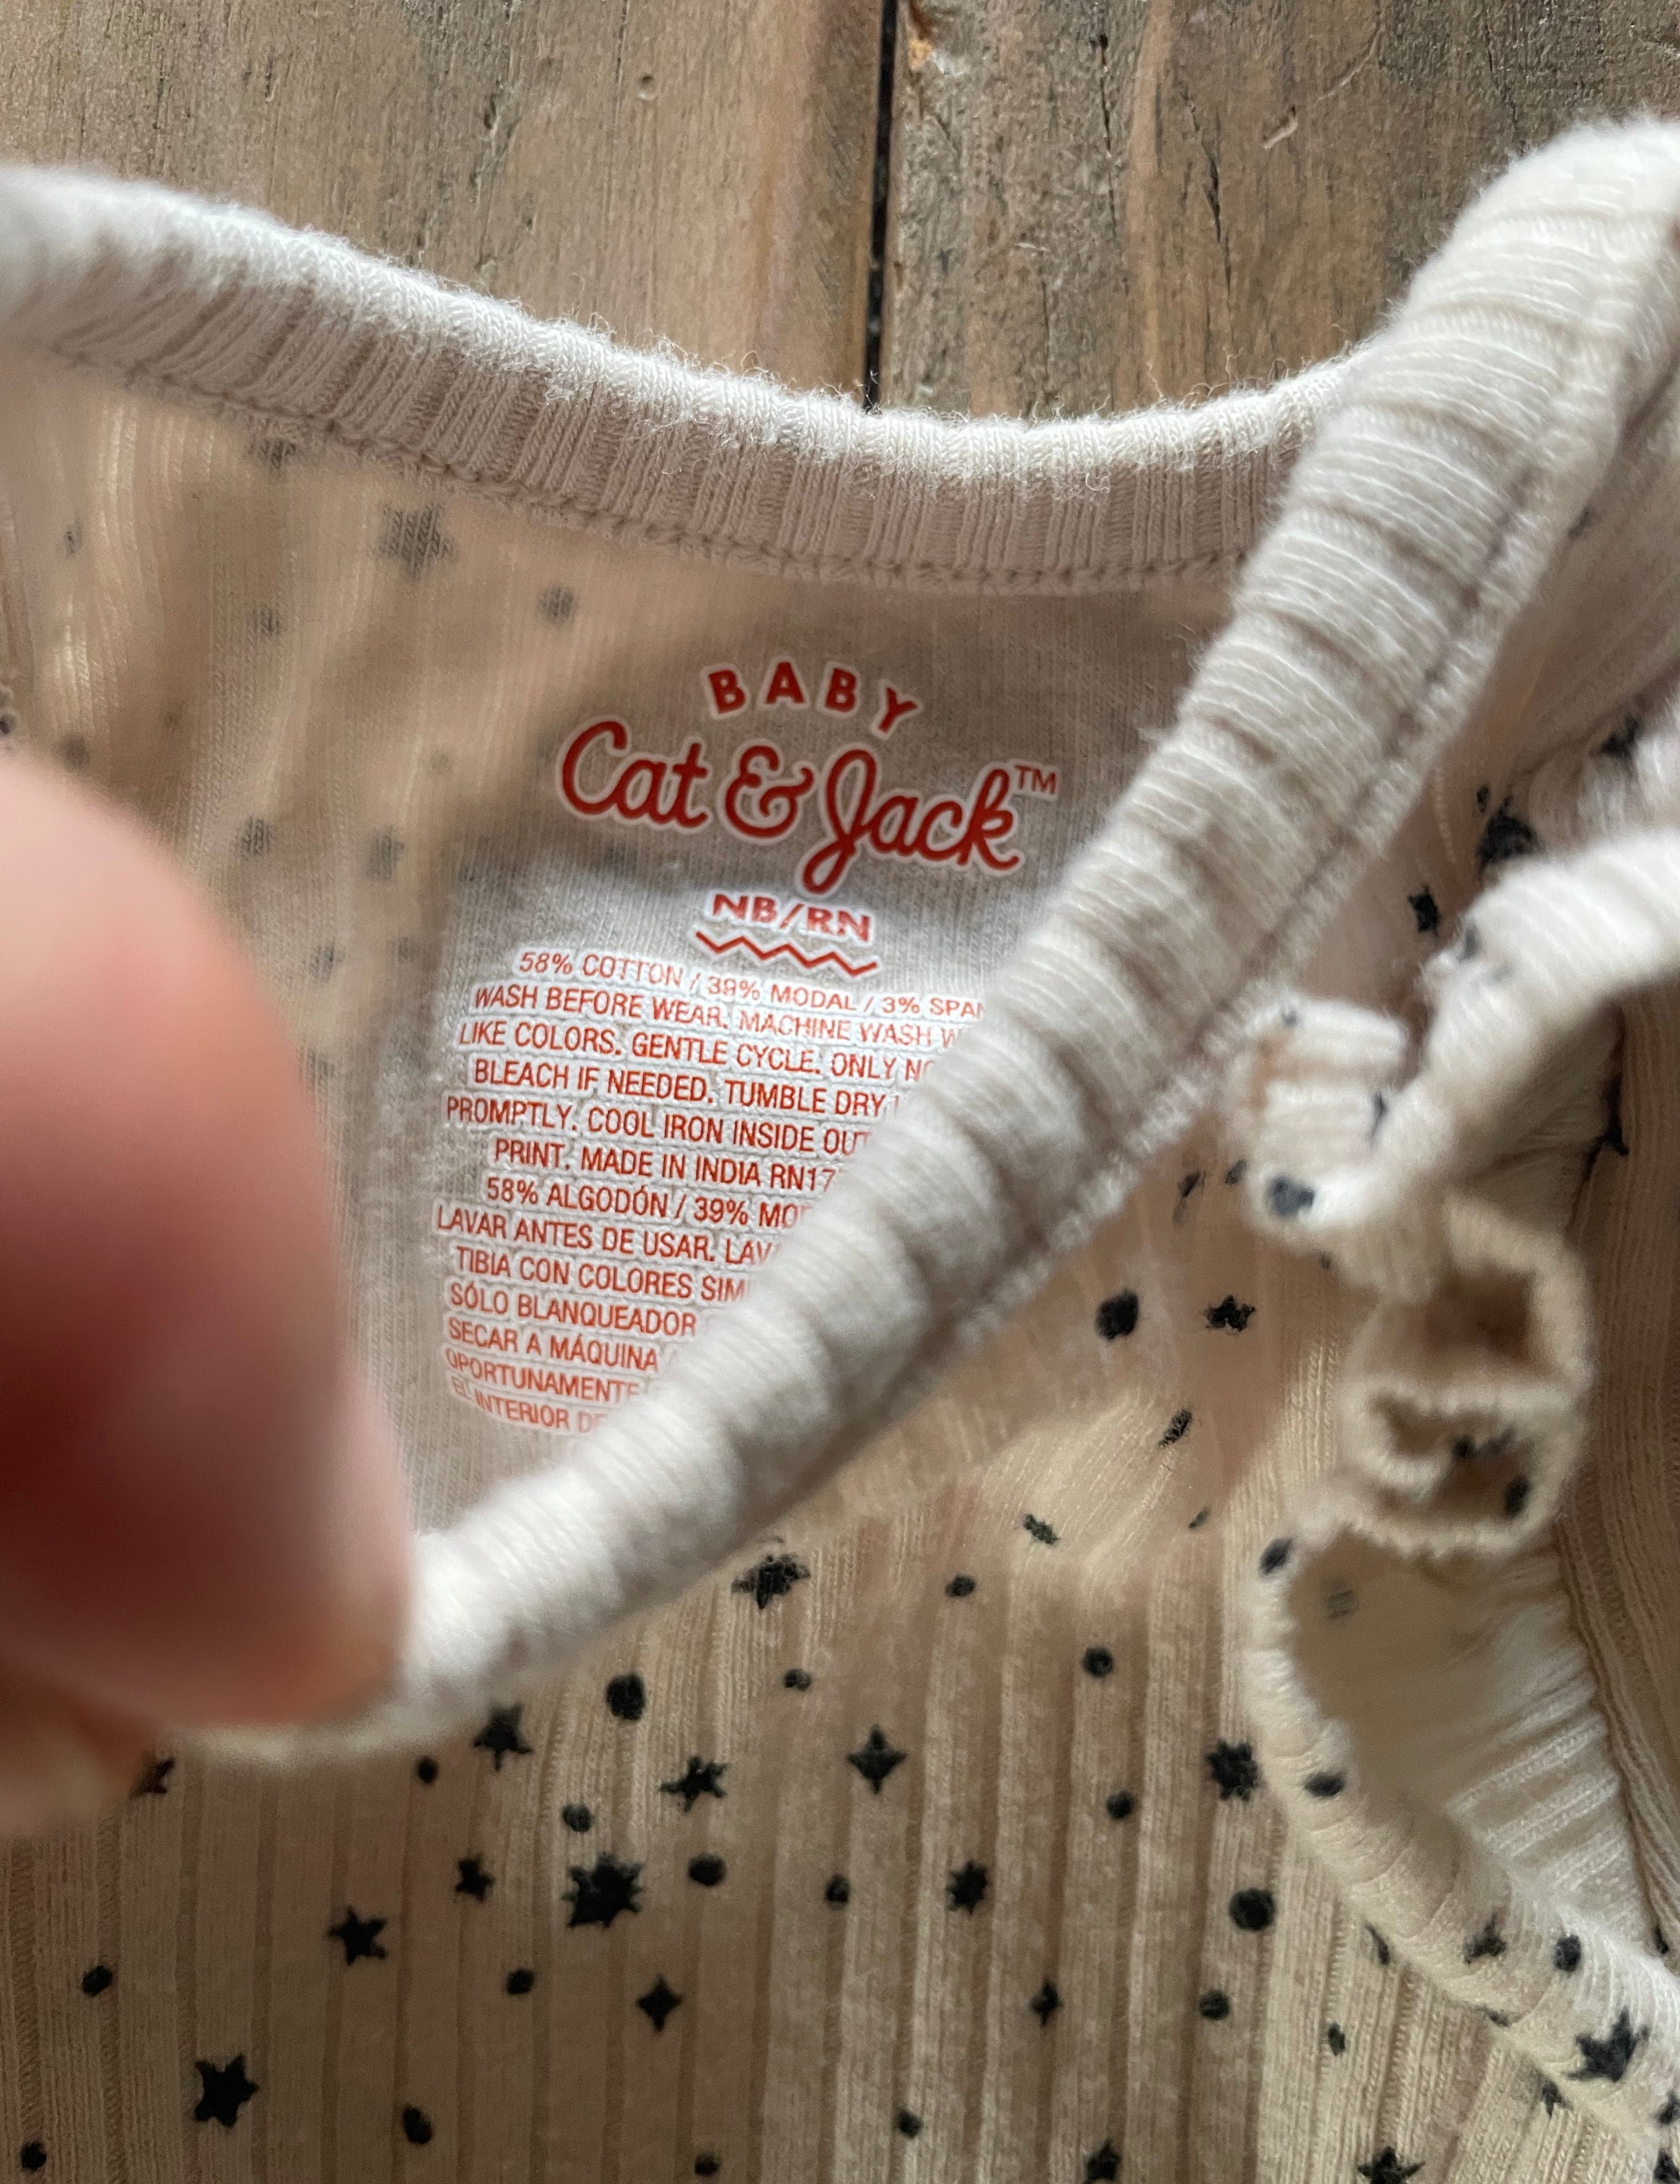 BABY
Cat & Jack™
NB/RN
58% COTTON / 39% MODAL / 3% SPAN
WASH BEFORE WEAR. MACHINE WASH W
LIKE COLORS. GENTLE CYCLE. ONLY NO
BLEACH IF NEEDED. TUMBLE DRY
PROMPTLY. COOL IRON INSIDE OUT
PRINT. MADE IN INDIA RN17
58% ALGODÓN / 39% MOD
LAVAR ANTES DE USAR. LAV
TIBIA CON COLORES SIM
SÓLO BLANQUEADOR
SECAR A MÁQUINA
OPORTUNAMENTE
EL INTERIOR DE